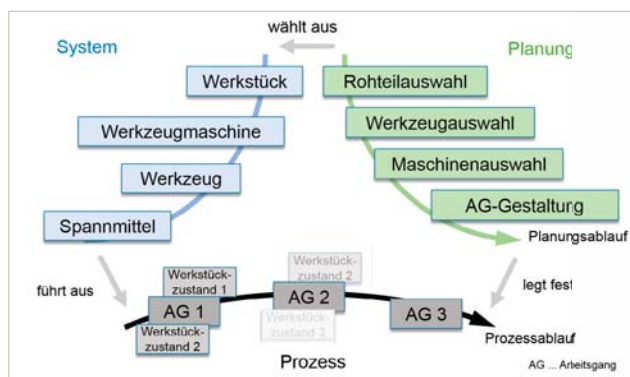 wählt aus
System
Planung
Werkstück
Rohteilauswahl
Werkzeugmaschine
Werkzeugauswahl
Werkzeug
Maschinenauswahl
Spannmittel
AG-Gestaltung
Planungsablauf
führt aus
legt fest
Werkstück-
zustand 1
AG 1
Werkstück-
zustand 2
Werkstück-
zustand 2
AG 2
Werkstück-
zustand 3
AG 3
Prozessablauf
Prozess
AG ... Arbeitsgang